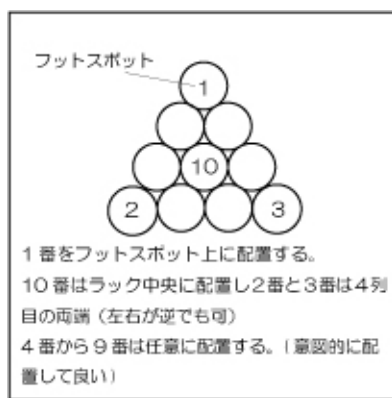 フットスポット
1
10
2
3
1番をフットスポット上に配置する。
10番はラック中央に配置し2番と3番は4列
目の両端（左右が逆でも可）
4番から9番は任意に配置する。（意図的に配
置して良い）